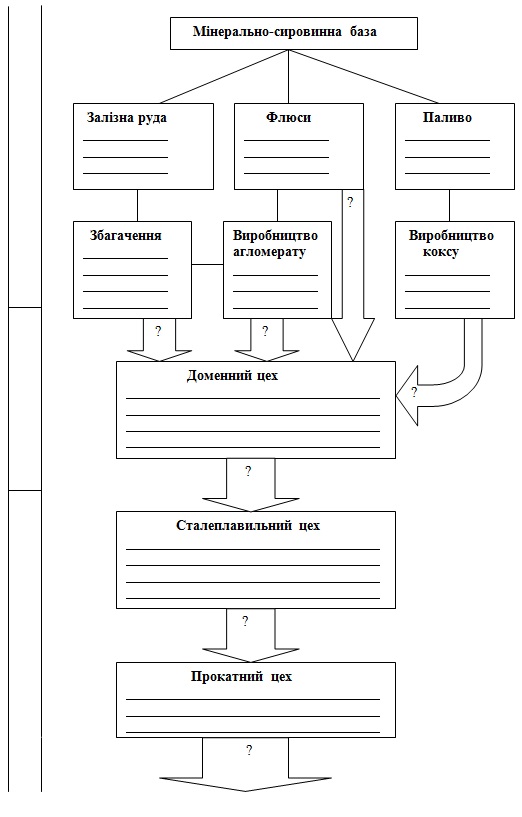 Мінерально-сировинна база
Залізна руда
Флюси
Паливо
?
Збагачення
Виробництво
агломерату
Виробництво
коксу
?
?
?
Доменний цех
?
Сталеплавильний цех
?
Прокатний цех
?